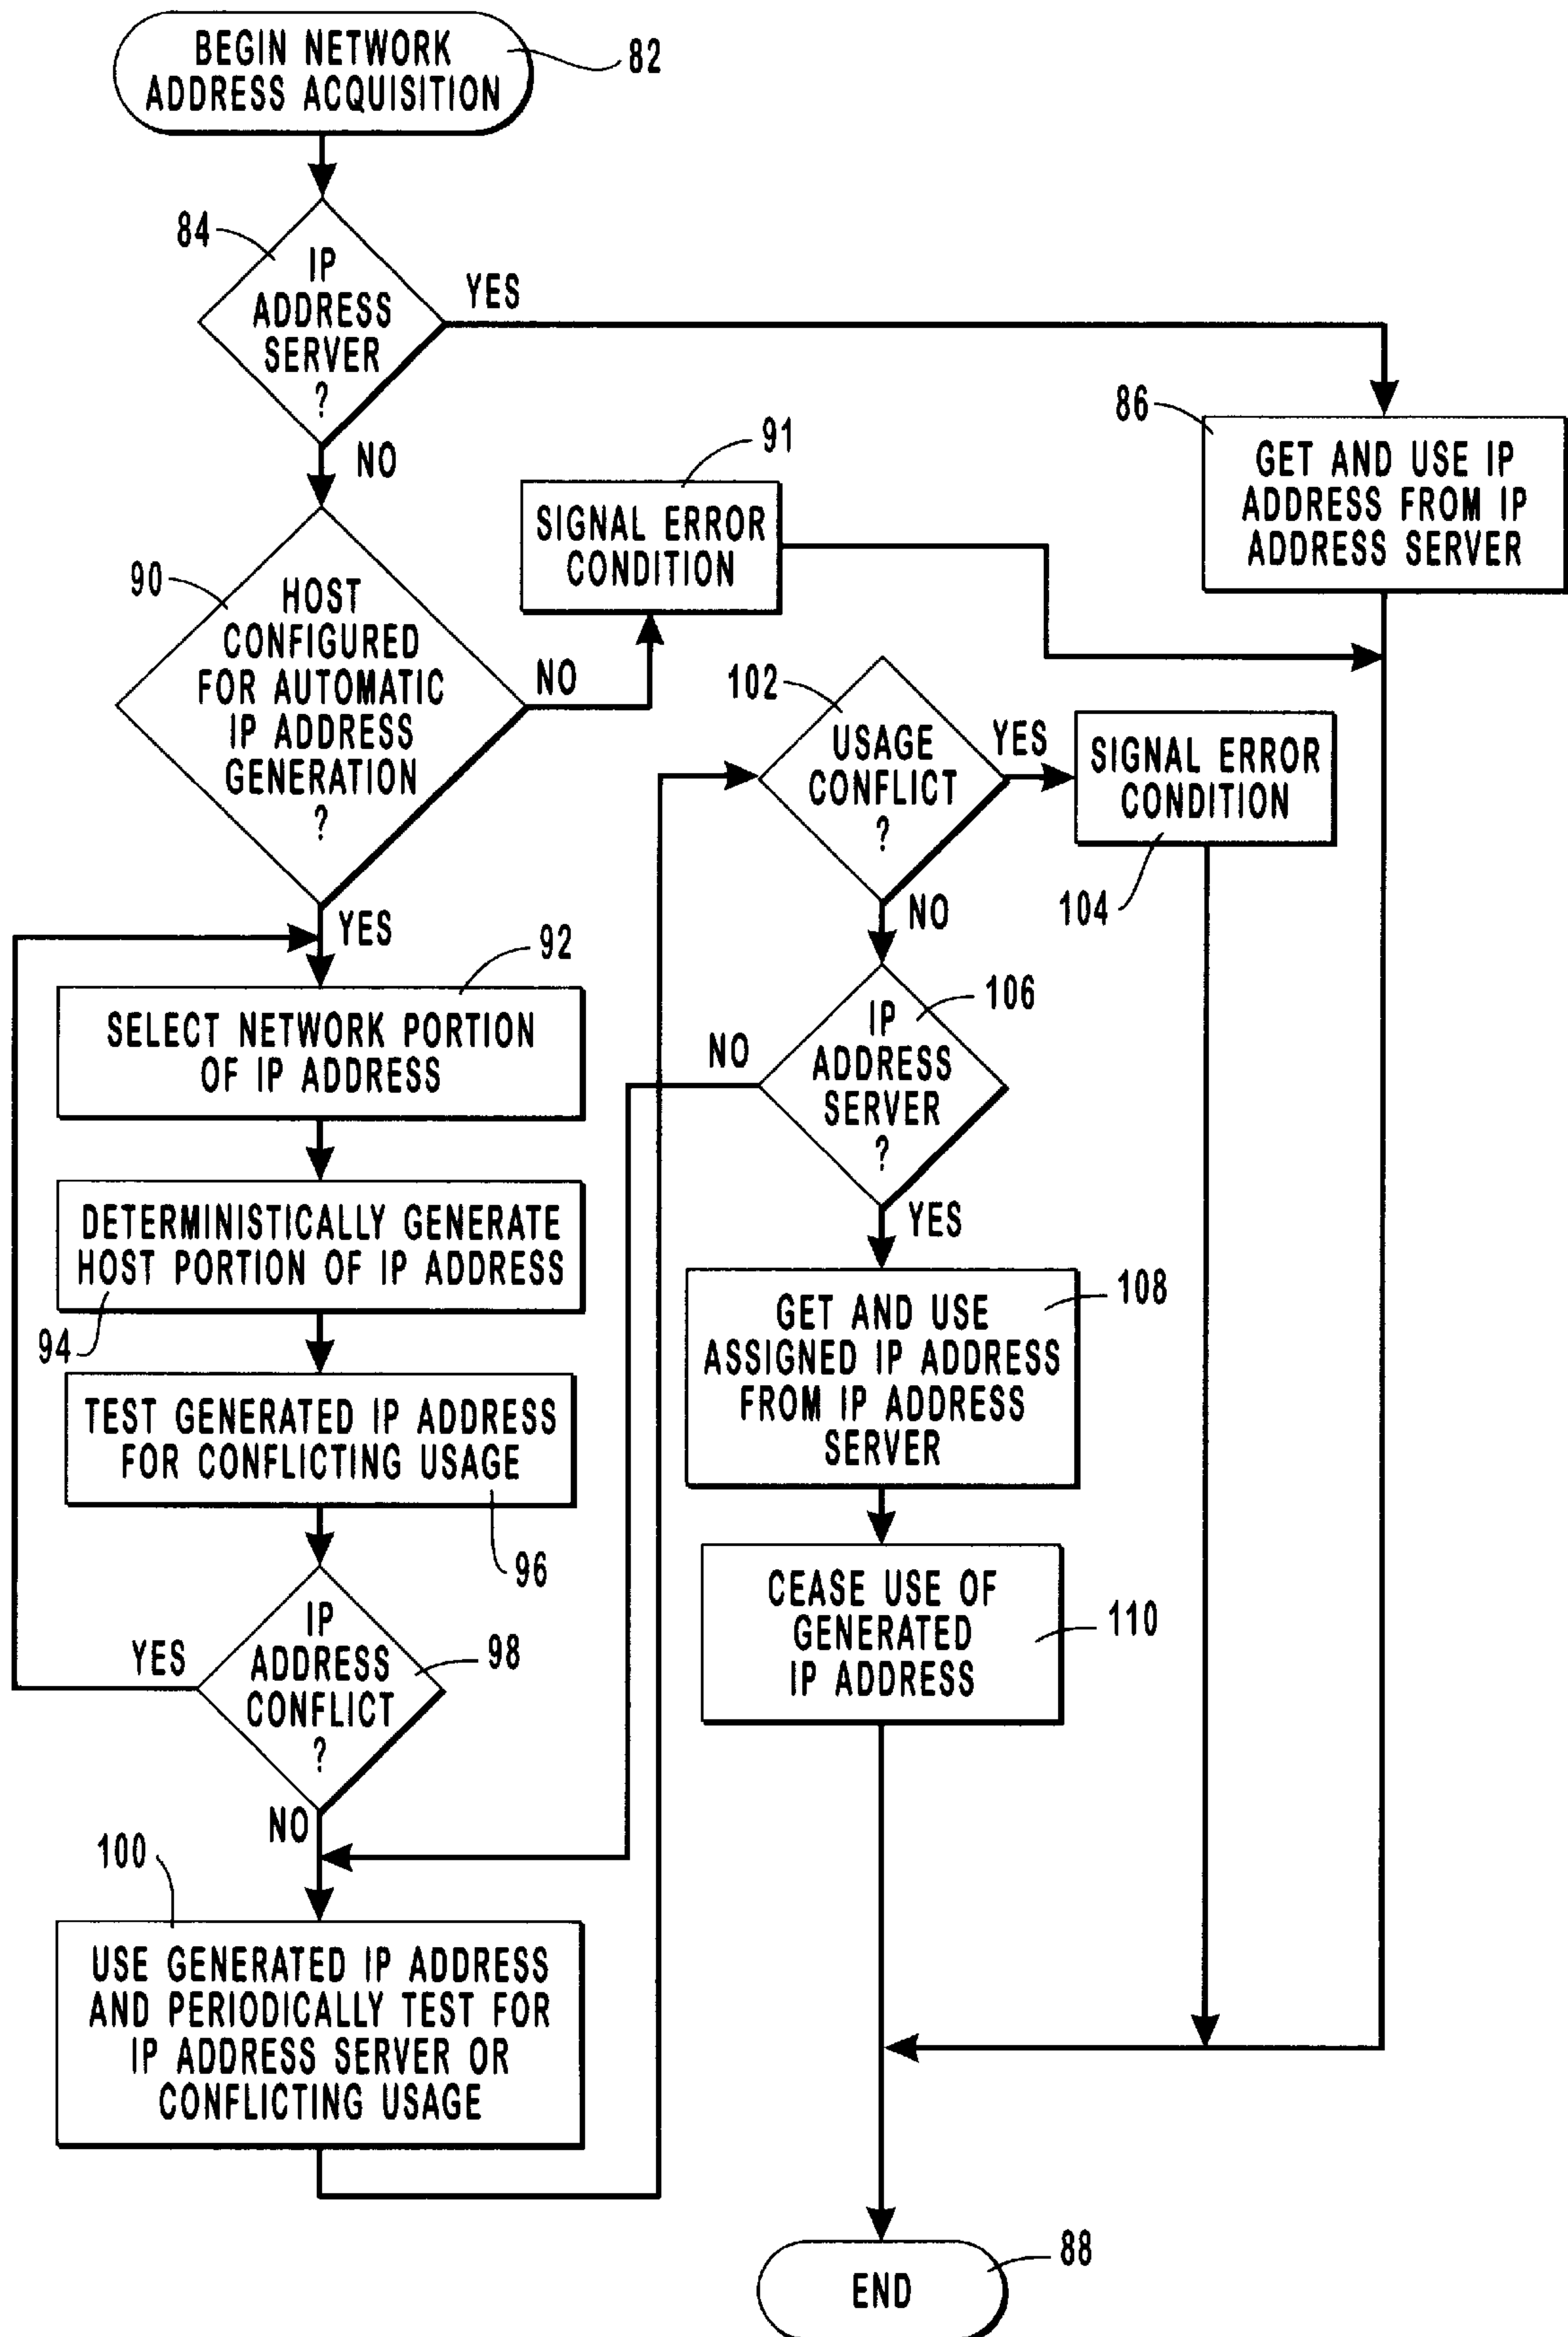 BEGIN NETWORK
ADDRESS ACQUISITION
82
84
IP
ADDRESS
SERVER
?
YES
NO
86
GET AND USE IP
ADDRESS FROM IP
ADDRESS SERVER
91
SIGNAL ERROR
CONDITION
90
HOST
CONFIGURED
FOR AUTOMATIC
IP ADDRESS
GENERATION
?
NO
YES
102
USAGE
CONFLICT
?
YES
NO
SIGNAL ERROR
CONDITION
104
92
SELECT NETWORK PORTION
OF IP ADDRESS
106
IP
ADDRESS
SERVER
?
NO
YES
DETERMINISTICALLY GENERATE
HOST PORTION OF IP ADDRESS
94
108
GET AND USE
ASSIGNED IP ADDRESS
FROM IP ADDRESS
SERVER
TEST GENERATED IP ADDRESS
FOR CONFLICTING USAGE
96
CEASE USE OF
GENERATED
IP ADDRESS
110
IP
ADDRESS
CONFLICT
?
98
YES
NO
100
USE GENERATED IP ADDRESS
AND PERIODICALLY TEST FOR
IP ADDRESS SERVER OR
CONFLICTING USAGE
88
END